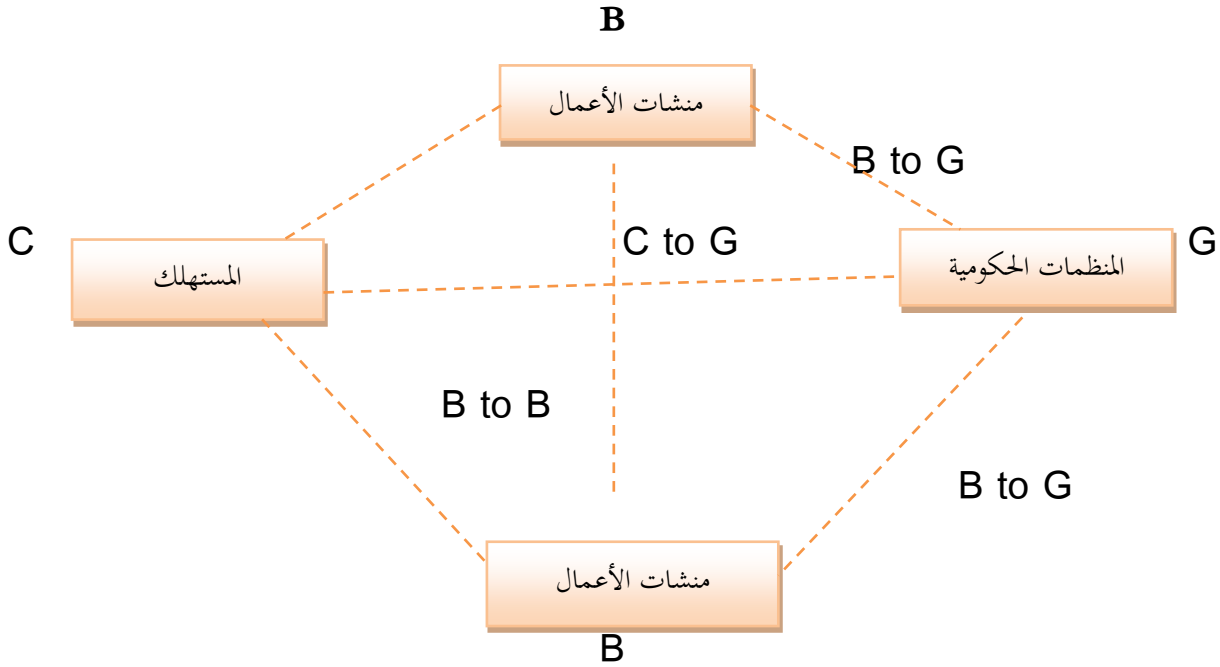 B
منشات الأعمال
B to G
C
C to G
G
المستهلك
المنظمات الحكومية
B to B
B to G
منشات الأعمال
B